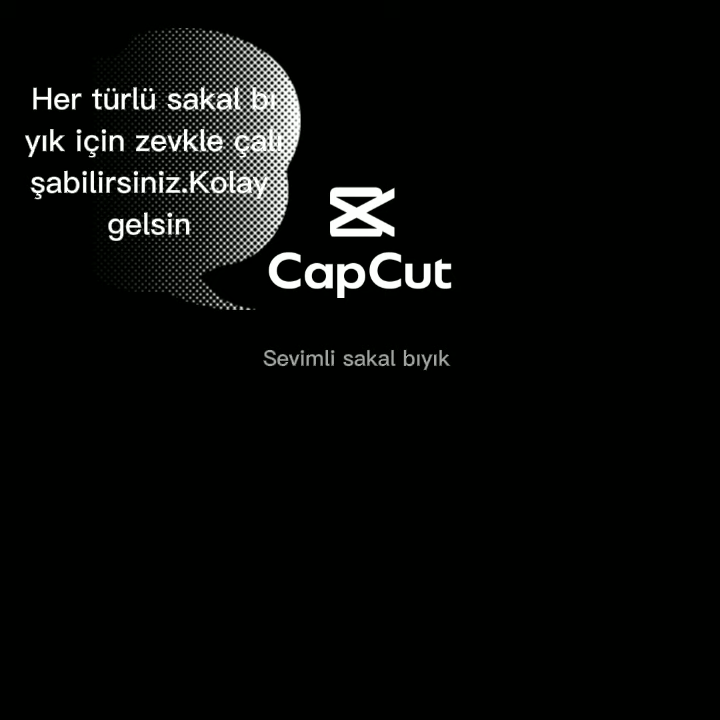 Her türlü sakal bı
yık için zevkle çalı
şabilirsiniz.Kolay
gelsin
CapCut
Sevimli sakal bıyık